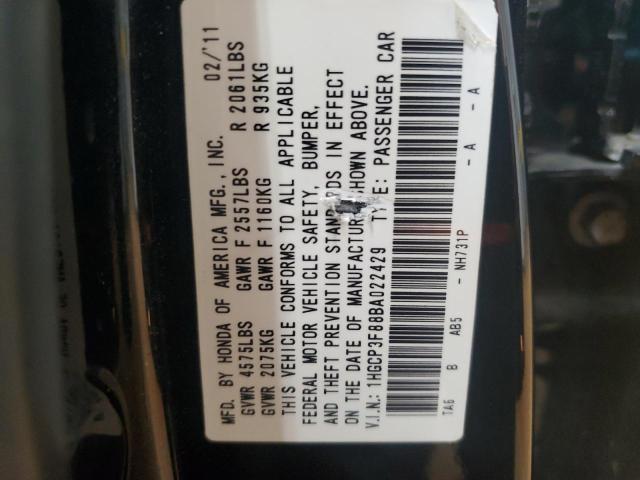 MFD. BY HONDA OF AMERICA MFG., INC. 02/'11
GVWR 4575LBS GAWR F 2557LBS R 2061LBS
GVWR 2075KG GAWR F 1160KG R 935KG
THIS VEHICLE CONFORMS TO ALL APPLICABLE
FEDERAL MOTOR VEHICLE SAFETY, BUMPER,
AND THEFT PREVENTION STANDARDS IN EFFECT
ON THE DATE OF MANUFACTURE SHOWN ABOVE.
V.I.N.: 1HGCP3F88BA022429 TYPE: PASSENGER CAR
TA6 B AB5 - NH731P - A - A